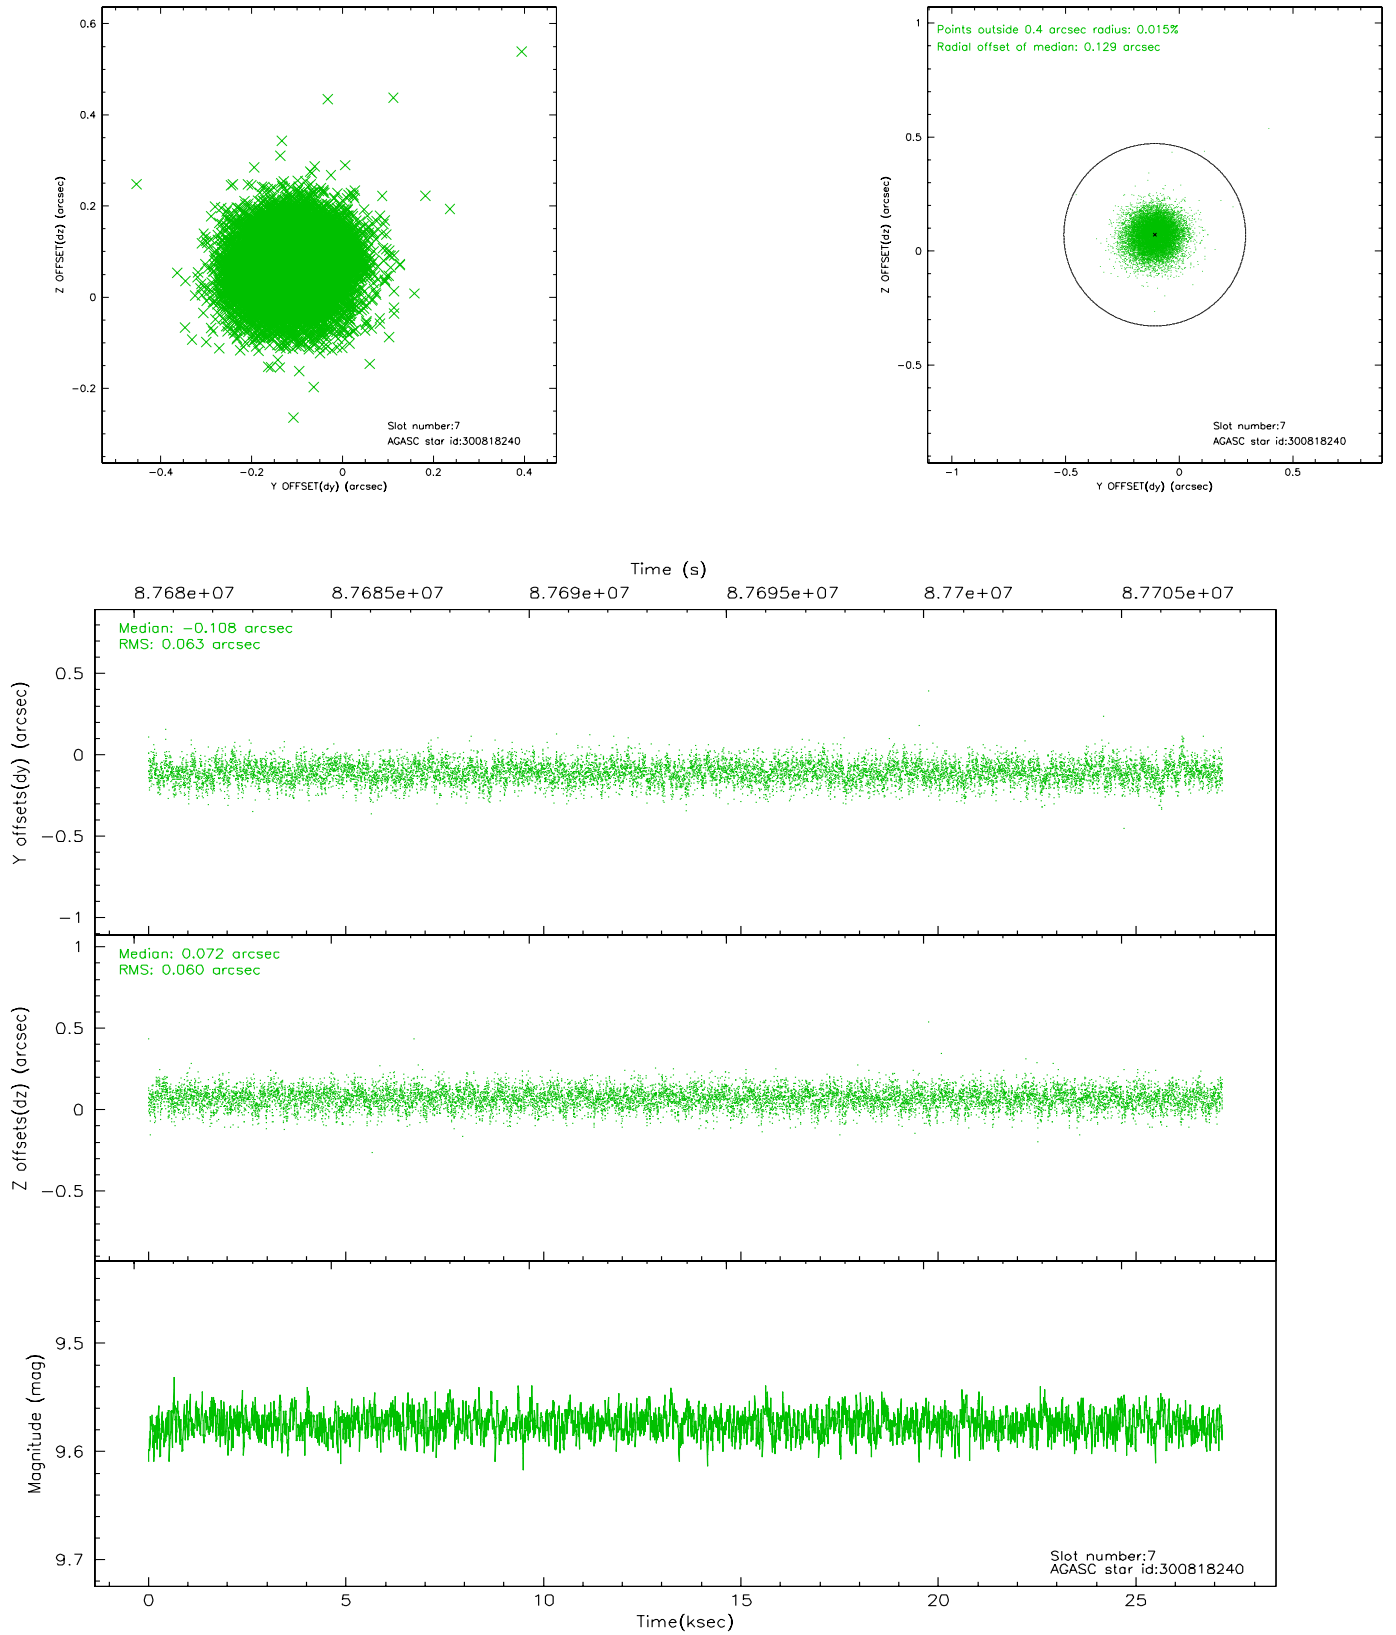 0.6
0.4
0.2
0
−0.2
Z OFFSET(dz) (arcsec)
Slot number:7
AGASC star id:300818240
−0.4 −0.2 0 0.2 0.4
Y OFFSET(dy) (arcsec)
Points outside 0.4 arcsec radius: 0.015%
Radial offset of median: 0.129 arcsec
1
0.5
0
−0.5
Z OFFSET(dz) (arcsec)
Slot number:7
AGASC star id:300818240
−1 −0.5 0 0.5
Y OFFSET(dy) (arcsec)
Time (s)
8.768e+07 8.7685e+07 8.769e+07 8.7695e+07 8.77e+07 8.7705e+07
Median: −0.108 arcsec
RMS: 0.063 arcsec
0.5
0
−0.5
−1
Y offsets(dy) (arcsec)
Median: 0.072 arcsec
RMS: 0.060 arcsec
1
0.5
0
−0.5
Z offsets(dz) (arcsec)
9.5
9.6
9.7
Magnitude (mag)
Slot number:7
AGASC star id:300818240
0 5 10 15 20 25
Time(ksec)